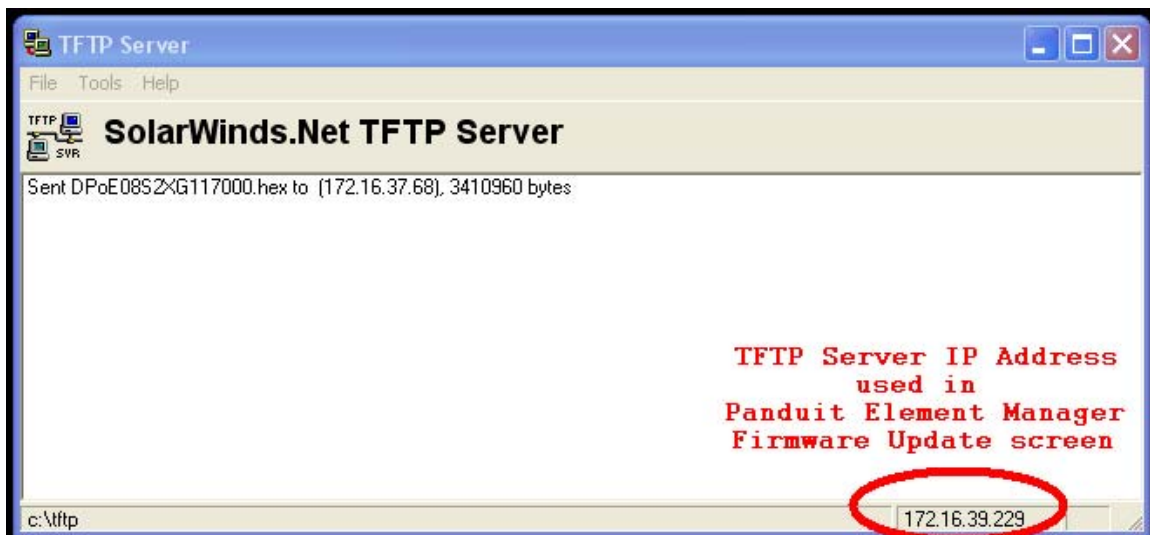 TFTP Server
File Tools Help
TFTP
SVR
SolarWinds.Net TFTP Server
Sent DPoE08S2XG117000.hex to (172.16.37.68), 3410960 bytes
TFTP Server IP Address
used in
Panduit Element Manager
Firmware Update screen
c:\tftp
172.16.39.229